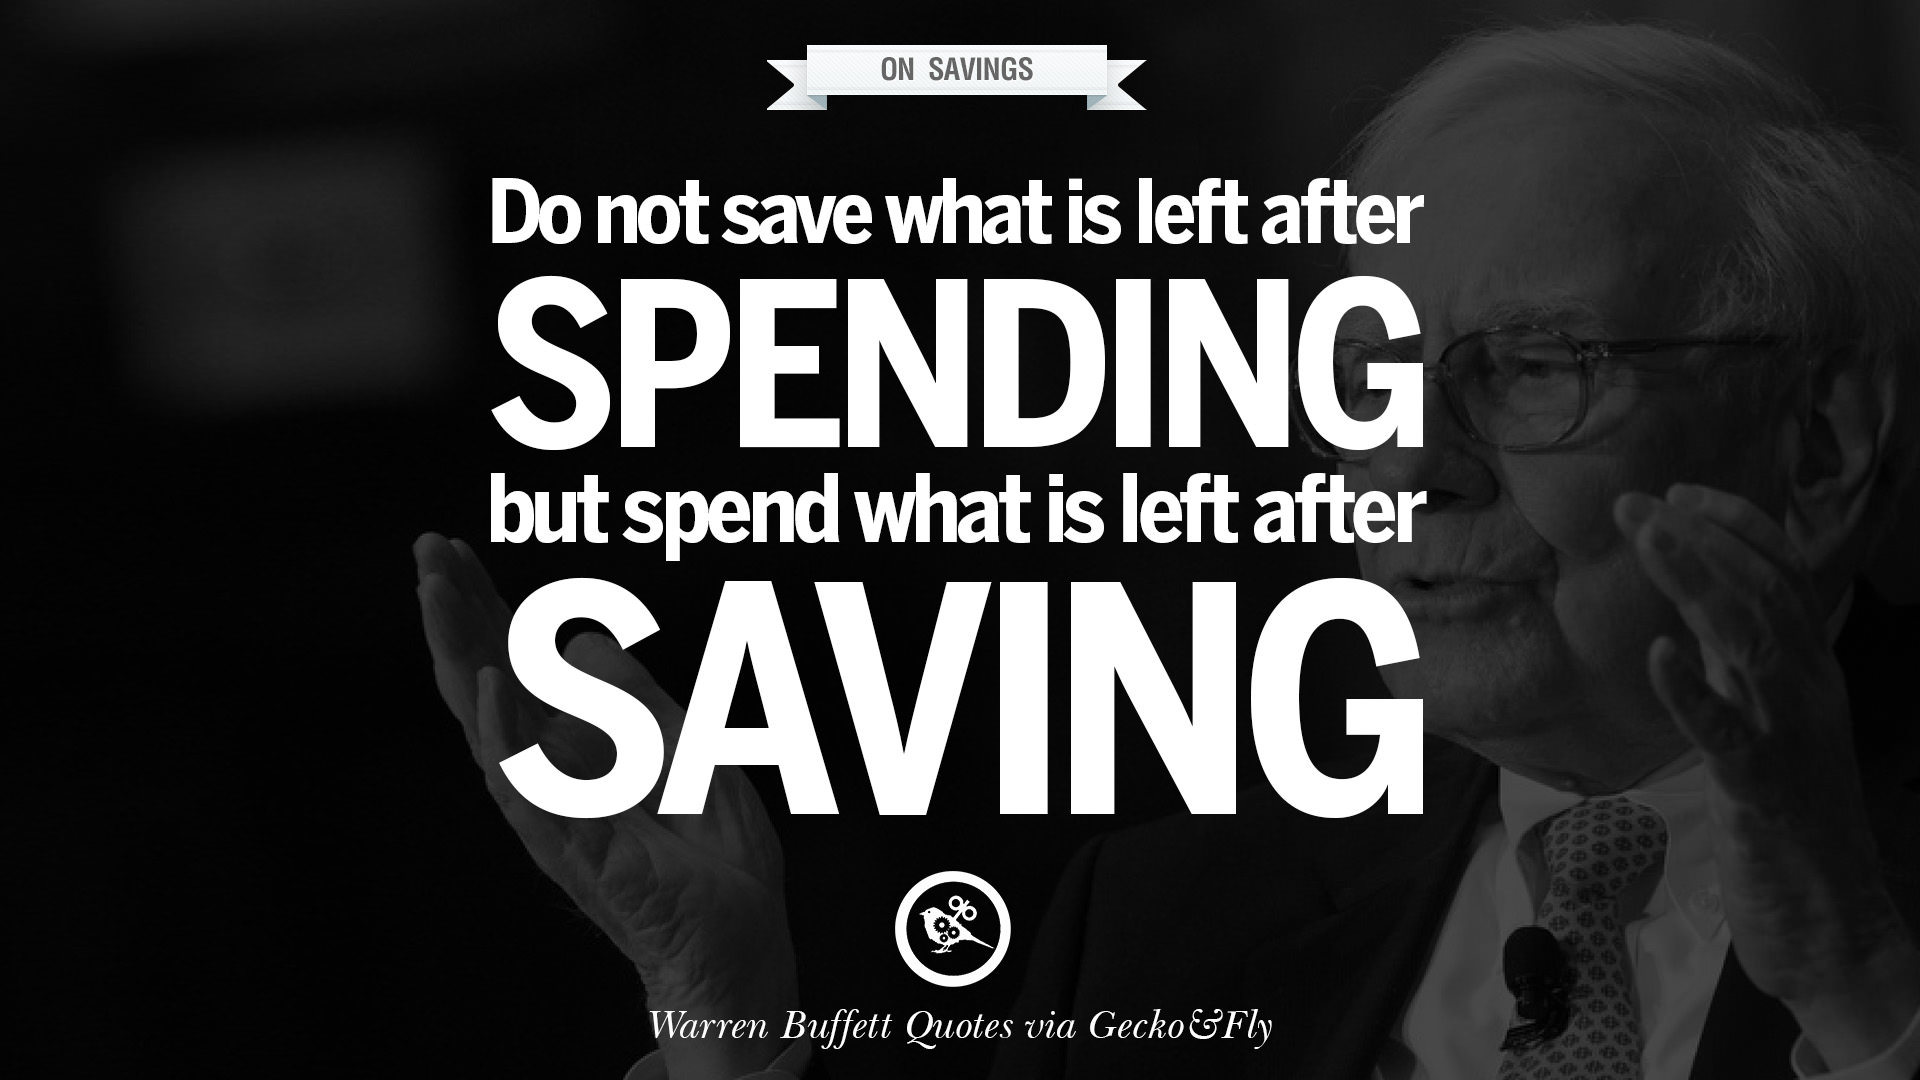 ON SAVINGS
Do not save what is left after
SPENDING
but spend what is left after
SAVING
Warren Buffett Quotes via Gecko&Fly